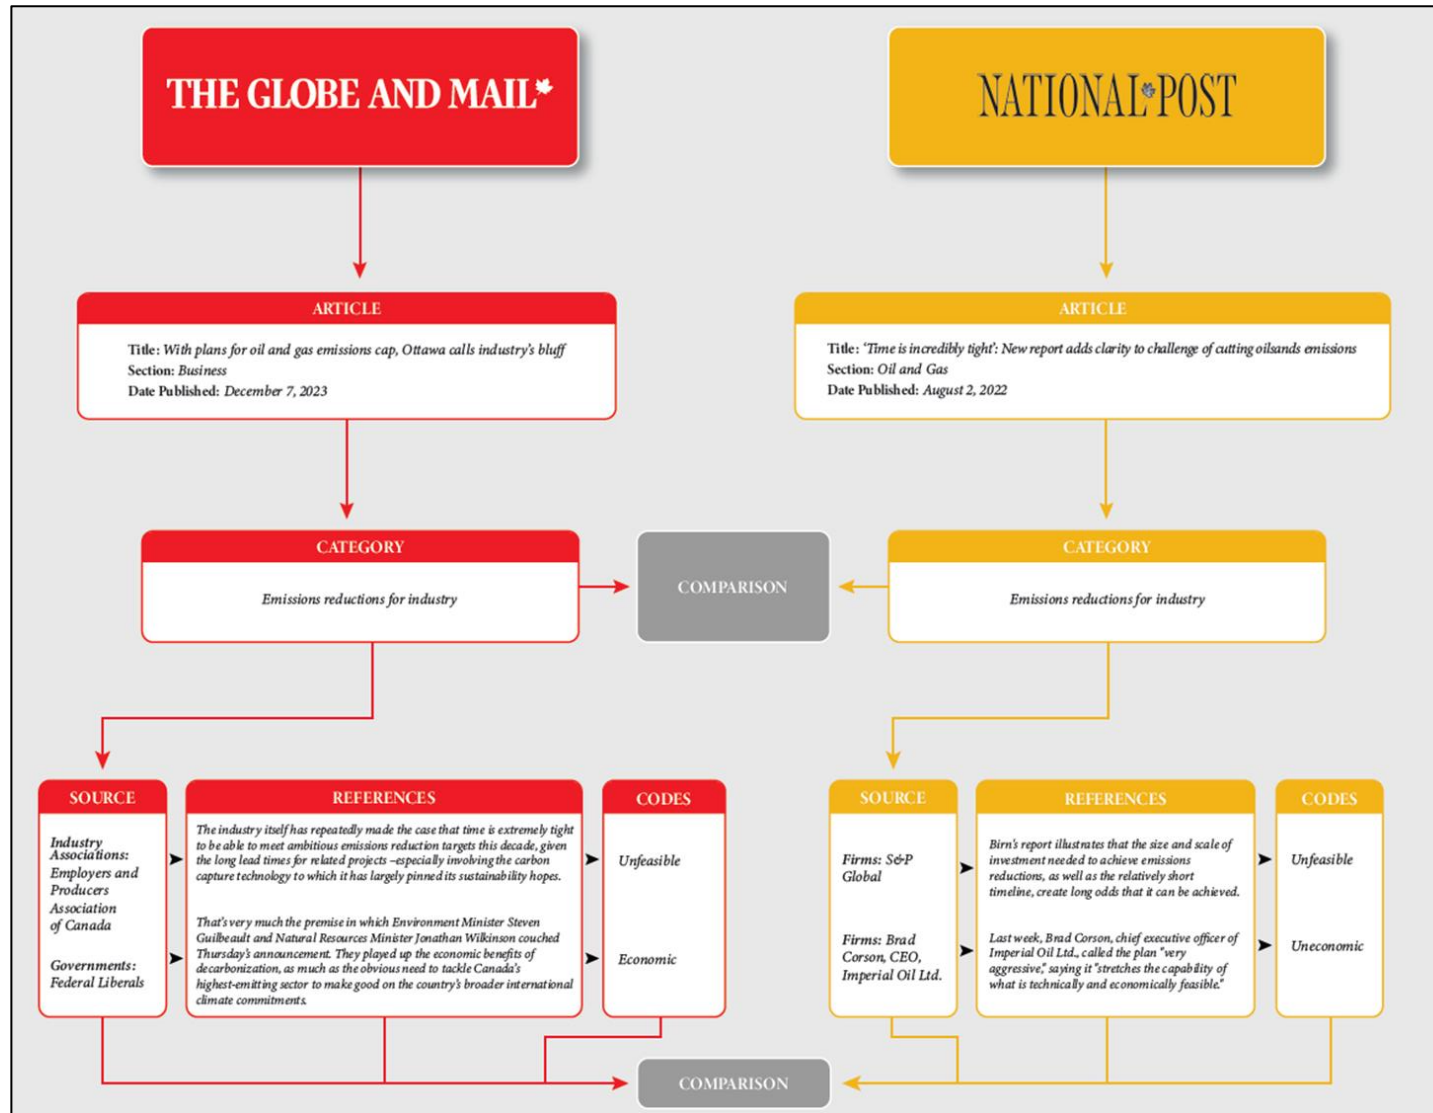 THE GLOBE AND MAIL
NATIONAL POST
ARTICLE
Title: With plans for oil and gas emissions cap, Ottawa calls industry's bluff
Section: Business
Date Published: December 7, 2023
ARTICLE
Title: ‘Time is incredibly tight’: New report adds clarity to challenge of cutting oilsands emissions
Section: Oil and Gas
Date Published: August 2, 2022
CATEGORY
Emissions reductions for industry
COMPARISON
CATEGORY
Emissions reductions for industry
SOURCE
Industry
Associations:
Employers and
Producers
Association
of Canada
Governments:
Federal Liberals
REFERENCES
The industry itself has repeatedly made the case that time is extremely tight
to be able to meet ambitious emissions reduction targets this decade, given
the long lead times for related projects –especially involving the carbon
capture technology to which it has largely pinned its sustainability hopes.
That's very much the premise in which Environment Minister Steven
Guilbeault and Natural Resources Minister Jonathan Wilkinson couched
Thursday's announcement. They played up the economic benefits of
decarbonization, as much as the obvious need to tackle Canada's
highest-emitting sector to make good on the country's broader international
climate commitments.
CODES
Unfeasible
Economic
SOURCE
Firms: S&P
Global
Firms: Brad
Corson, CEO,
Imperial Oil Ltd.
REFERENCES
Birn's report illustrates that the size and scale of
investment needed to achieve emissions
reductions, as well as the relatively short
timeline, create long odds that it can be achieved.
Last week, Brad Corson, chief executive officer of
Imperial Oil Ltd., called the plan "very
aggressive," saying it "stretches the capability of
what is technically and economically feasible."
CODES
Unfeasible
Uneconomic
COMPARISON